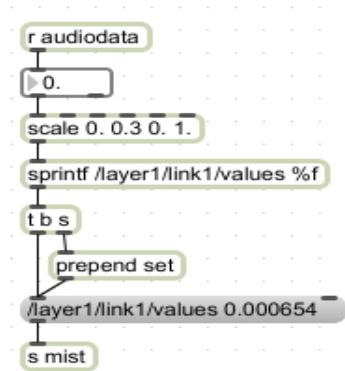 r audiodata
0.
scale 0. 0.3 0. 1.
sprintf /layer1/link1/values %f
t b s
prepend set
/layer1/link1/values 0.000654
s mist